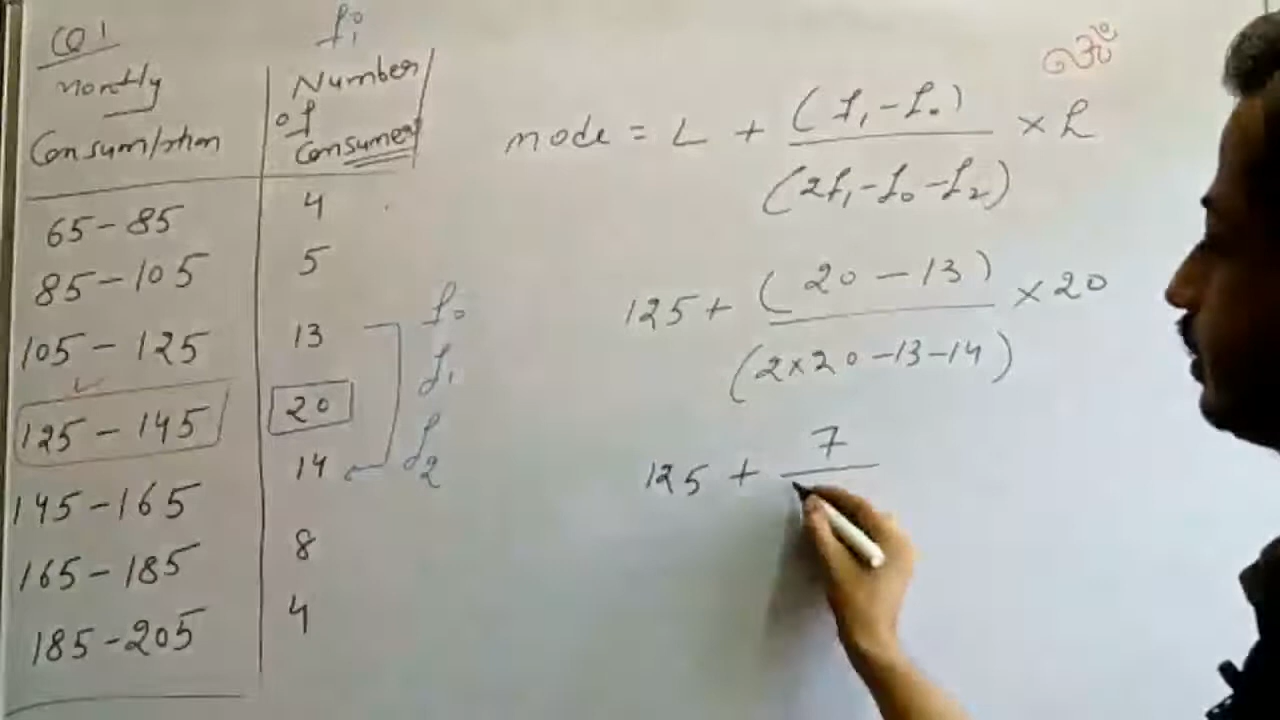 Q1
fi
Monthly
Consumption
Number
of
Consumer
65-85 4
85-105 5
105-125 13 f₀
125-145 20 f₁
145-165 14 f₂
165-185 8
185-205 4
mode = L + (f₁-f₀) / (2f₁-f₀-f₂) × h
125 + (20-13) / (2×20-13-14) × 20
125 + 7